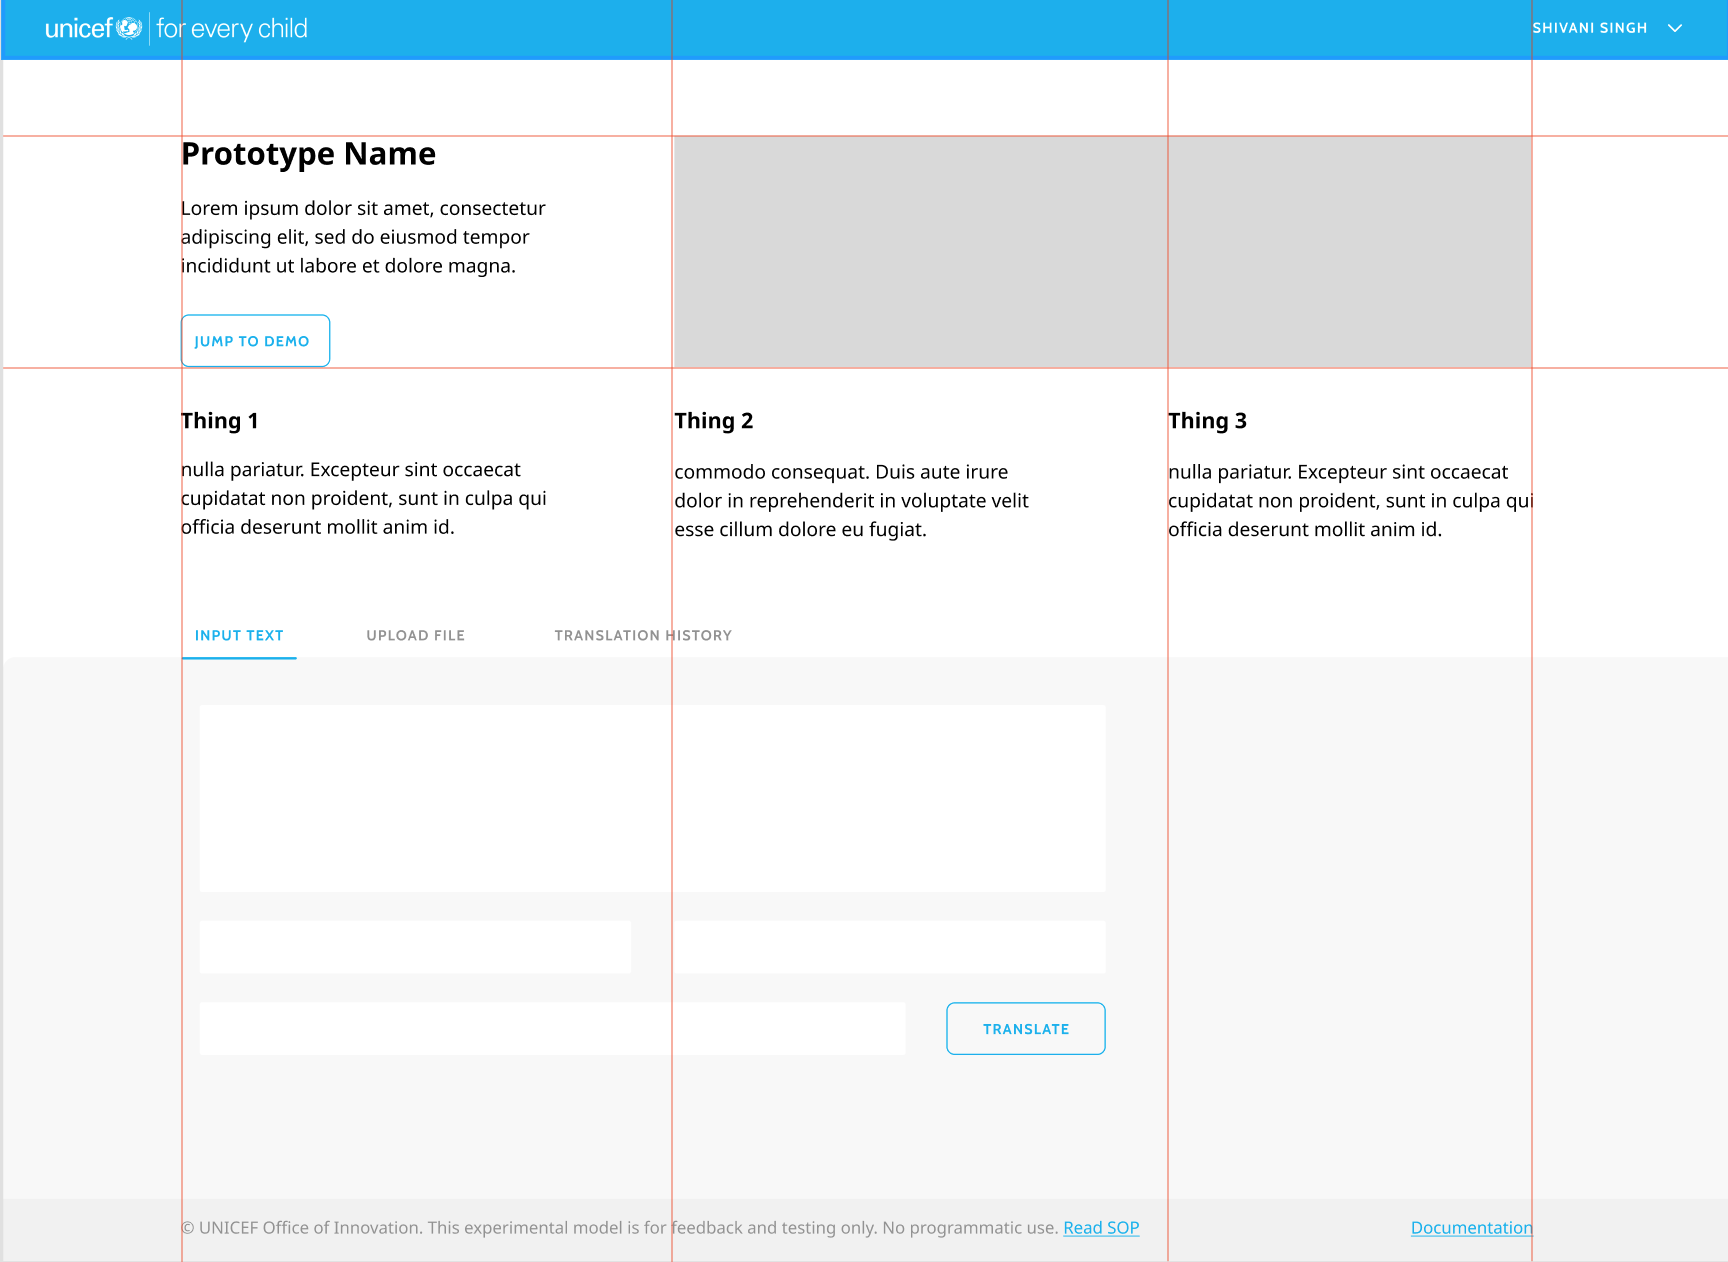 unicef for every child
SHIVANI SINGH
Prototype Name
Lorem ipsum dolor sit amet, consectetur
adipiscing elit, sed do eiusmod tempor
incididunt ut labore et dolore magna.
JUMP TO DEMO
Thing 1
nulla pariatur. Excepteur sint occaecat
cupidatat non proident, sunt in culpa qui
officia deserunt mollit anim id.
Thing 2
commodo consequat. Duis aute irure
dolor in reprehenderit in voluptate velit
esse cillum dolore eu fugiat.
Thing 3
nulla pariatur. Excepteur sint occaecat
cupidatat non proident, sunt in culpa qui
officia deserunt mollit anim id.
INPUT TEXT
UPLOAD FILE
TRANSLATION HISTORY
TRANSLATE
© UNICEF Office of Innovation. This experimental model is for feedback and testing only. No programmatic use. Read SOP
Documentation